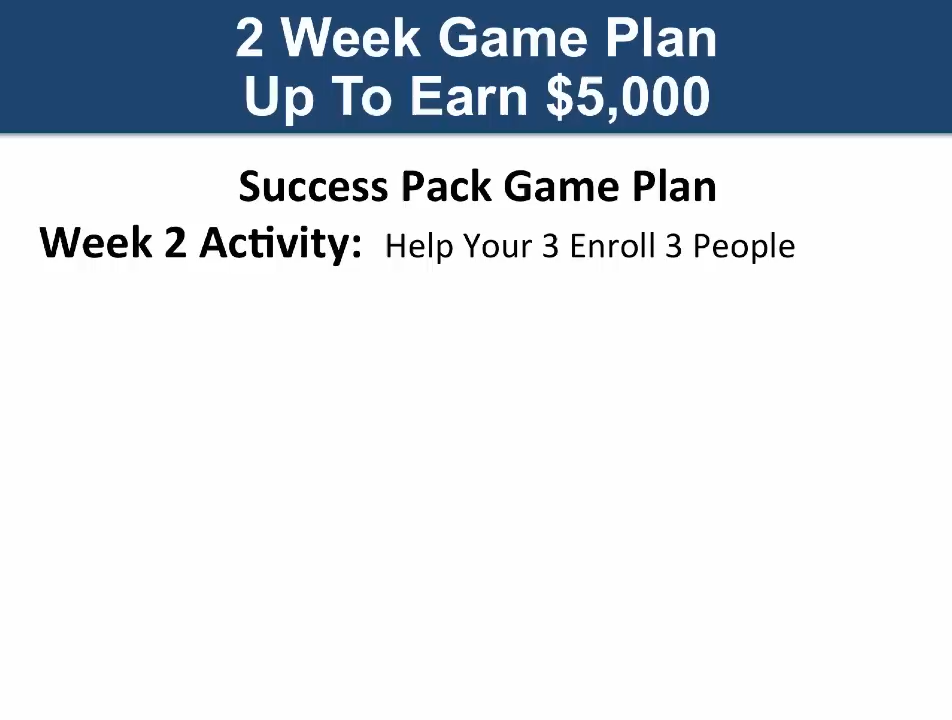 2 Week Game Plan
Up To Earn $5,000
Success Pack Game Plan
Week 2 Activity: Help Your 3 Enroll 3 People